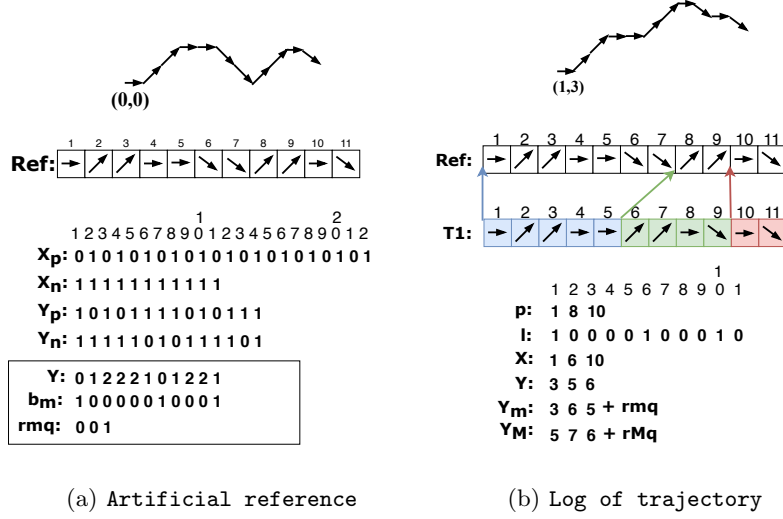 (0,0)
1 2 3 4 5 6 7 8 9 10 11
Ref:
1 2
1 2 3 4 5 6 7 8 9 0 1 2 3 4 5 6 7 8 9 0 1 2
Xp: 0 1 0 1 0 1 0 1 0 1 0 1 0 1 0 1 0 1 0 1 0 1
Xn: 1 1 1 1 1 1 1 1 1 1 1
Yp: 1 0 1 0 1 1 1 1 0 1 0 1 1 1
Yn: 1 1 1 1 1 0 1 0 1 1 1 1 0 1
Y: 0 1 2 2 2 1 0 1 2 2 1
bm: 1 0 0 0 0 0 1 0 0 0 1
rmq: 0 0 1
(a) Artificial reference
(1,3)
1 2 3 4 5 6 7 8 9 10 11
Ref:
1 2 3 4 5 6 7 8 9 10 11
T1:
1
1 2 3 4 5 6 7 8 9 0 1
p: 1 8 10
l: 1 0 0 0 0 1 0 0 0 1 0
X: 1 6 10
Y: 3 5 6
Ym: 3 6 5 + rmq
YM: 5 7 6 + rMq
(b) Log of trajectory